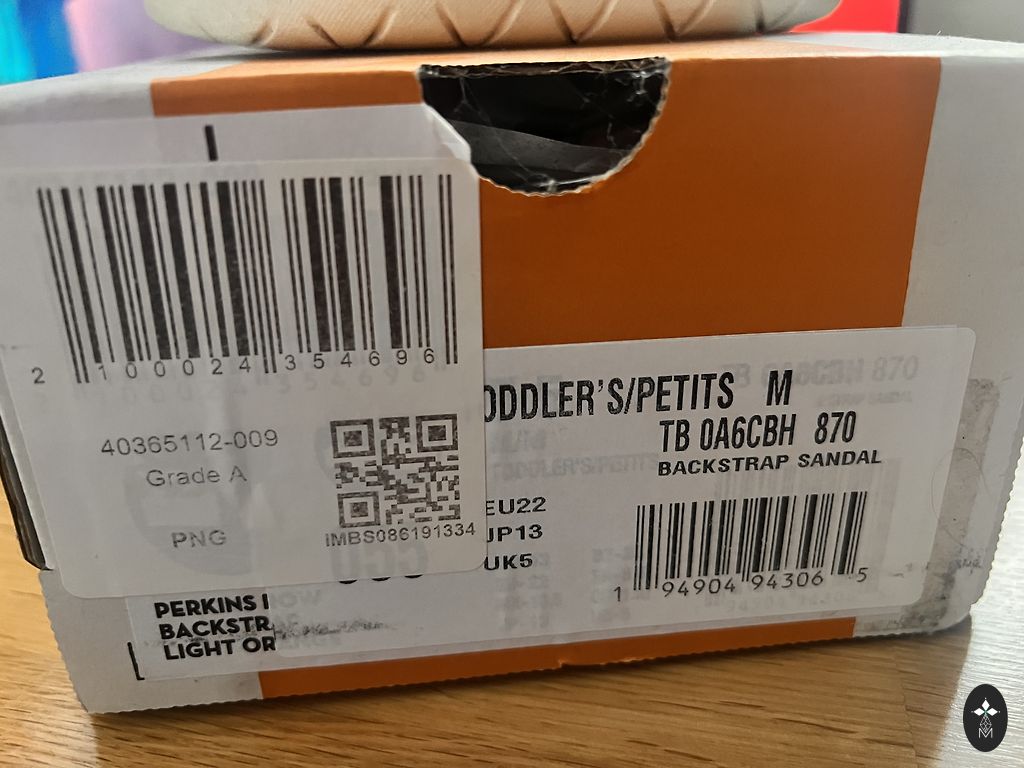 2 100024 354696
40365112-009
Grade A
PNG
IMBS086191334
ODDLER'S/PETITS M
TB 0A6CBH 870
BACKSTRAP SANDAL
EU22
JP13
UK5
1 94904 94306 5
PERKINS
BACKSTR
LIGHT OR
M